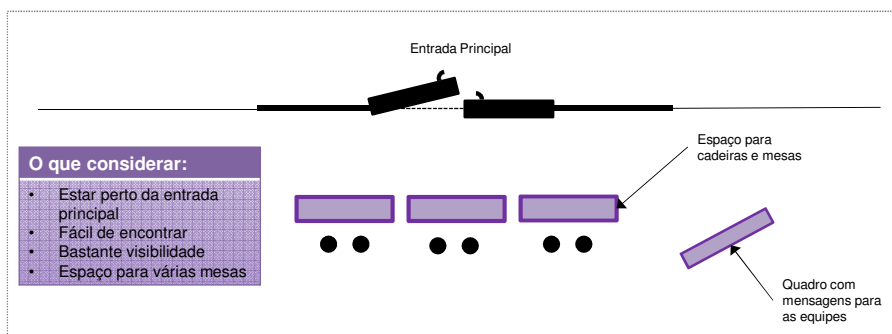 Entrada Principal
O que considerar:
• Estar perto da entrada
principal
• Fácil de encontrar
• Bastante visibilidade
• Espaço para várias mesas
Espaço para
cadeiras e mesas
Quadro com
mensagens para
as equipes